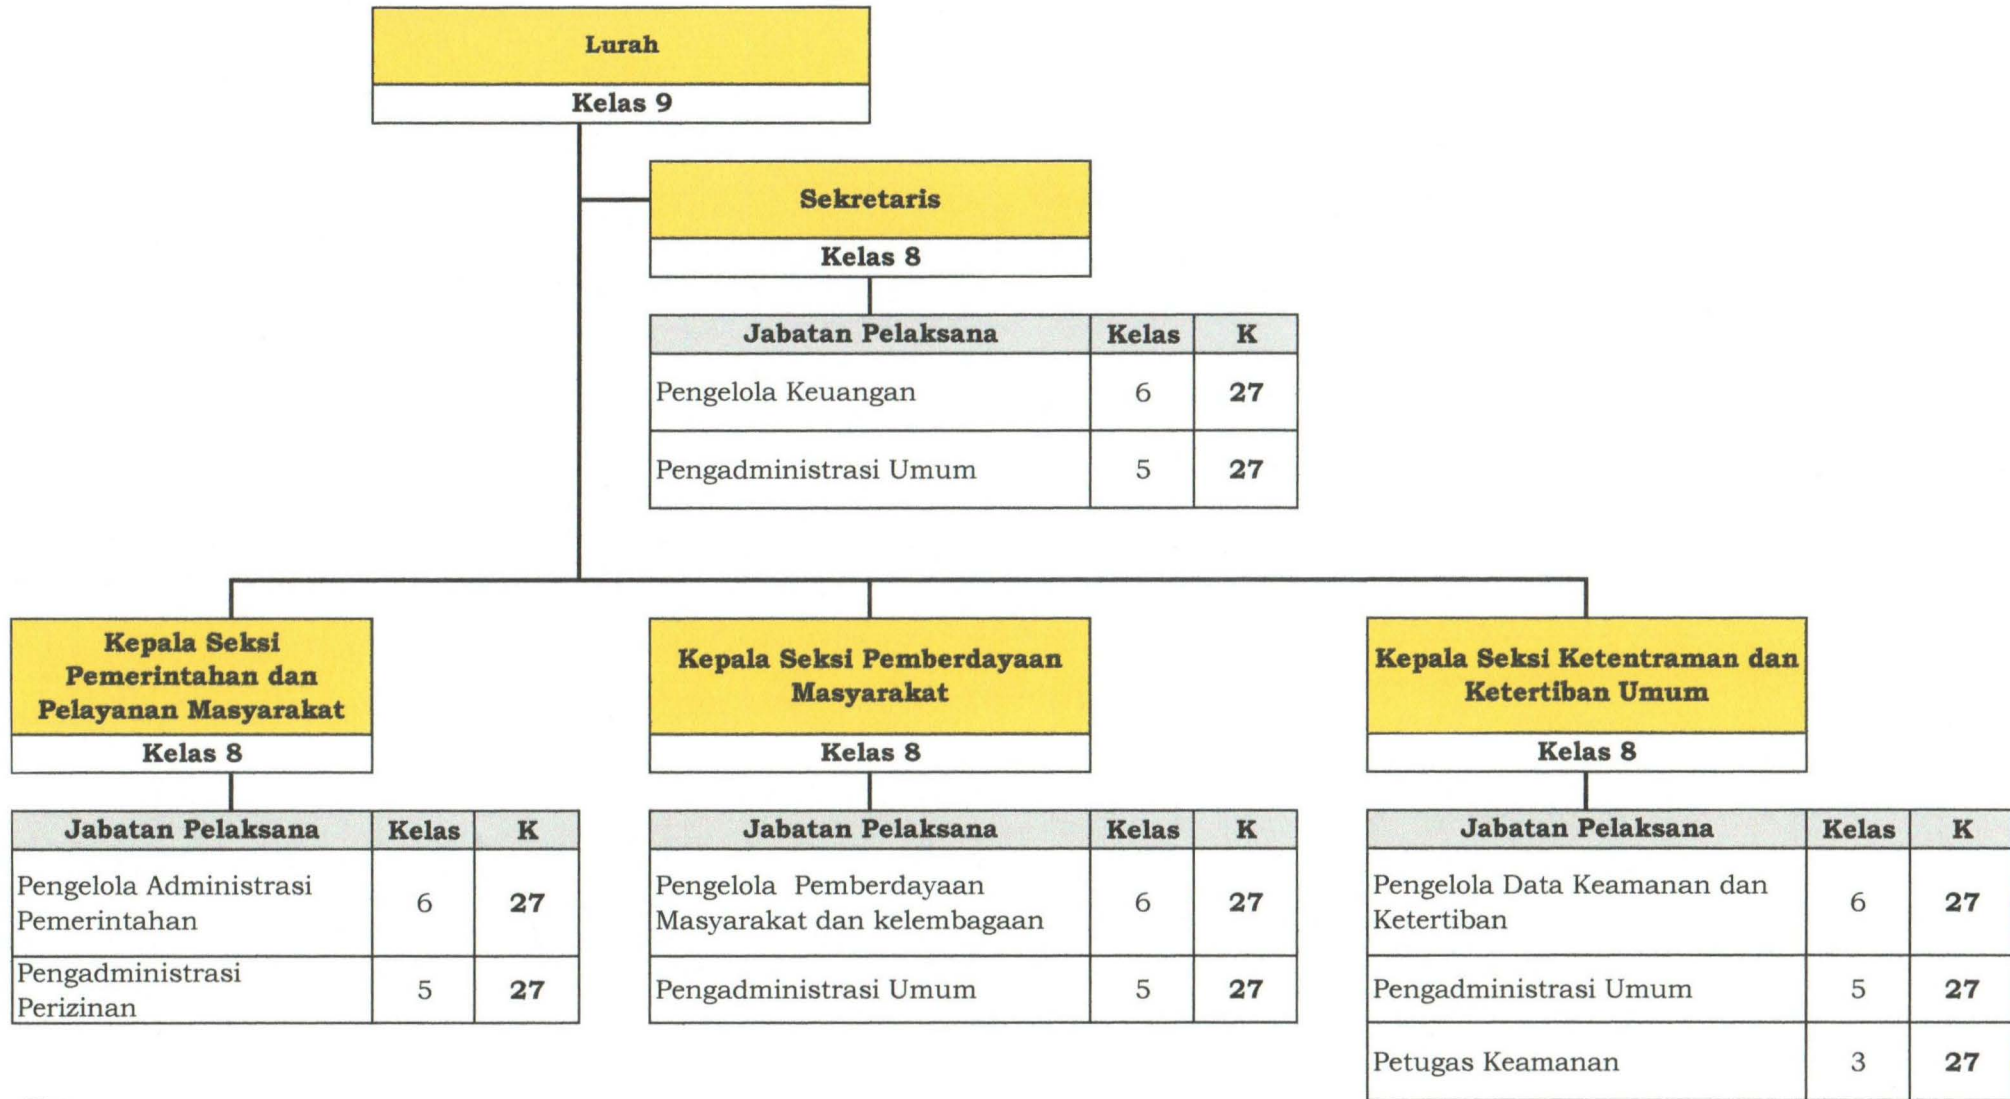 Lurah
Kelas 9
Sekretaris
Kelas 8
Jabatan Pelaksana Kelas K
Pengelola Keuangan 6 27
Pengadministrasi Umum 5 27
Kepala Seksi
Pemerintahan dan
Pelayanan Masyarakat
Kelas 8
Jabatan Pelaksana Kelas K
Pengelola Administrasi
Pemerintahan
6 27
Pengadministrasi
Perizinan
5 27
Kepala Seksi Pemberdayaan
Masyarakat
Kelas 8
Jabatan Pelaksana Kelas K
Pengelola Pemberdayaan
Masyarakat dan kelembagaan
6 27
Pengadministrasi Umum 5 27
Kepala Seksi Ketentraman dan
Ketertiban Umum
Kelas 8
Jabatan Pelaksana Kelas K
Pengelola Data Keamanan dan
Ketertiban
6 27
Pengadministrasi Umum 5 27
Petugas Keamanan 3 27